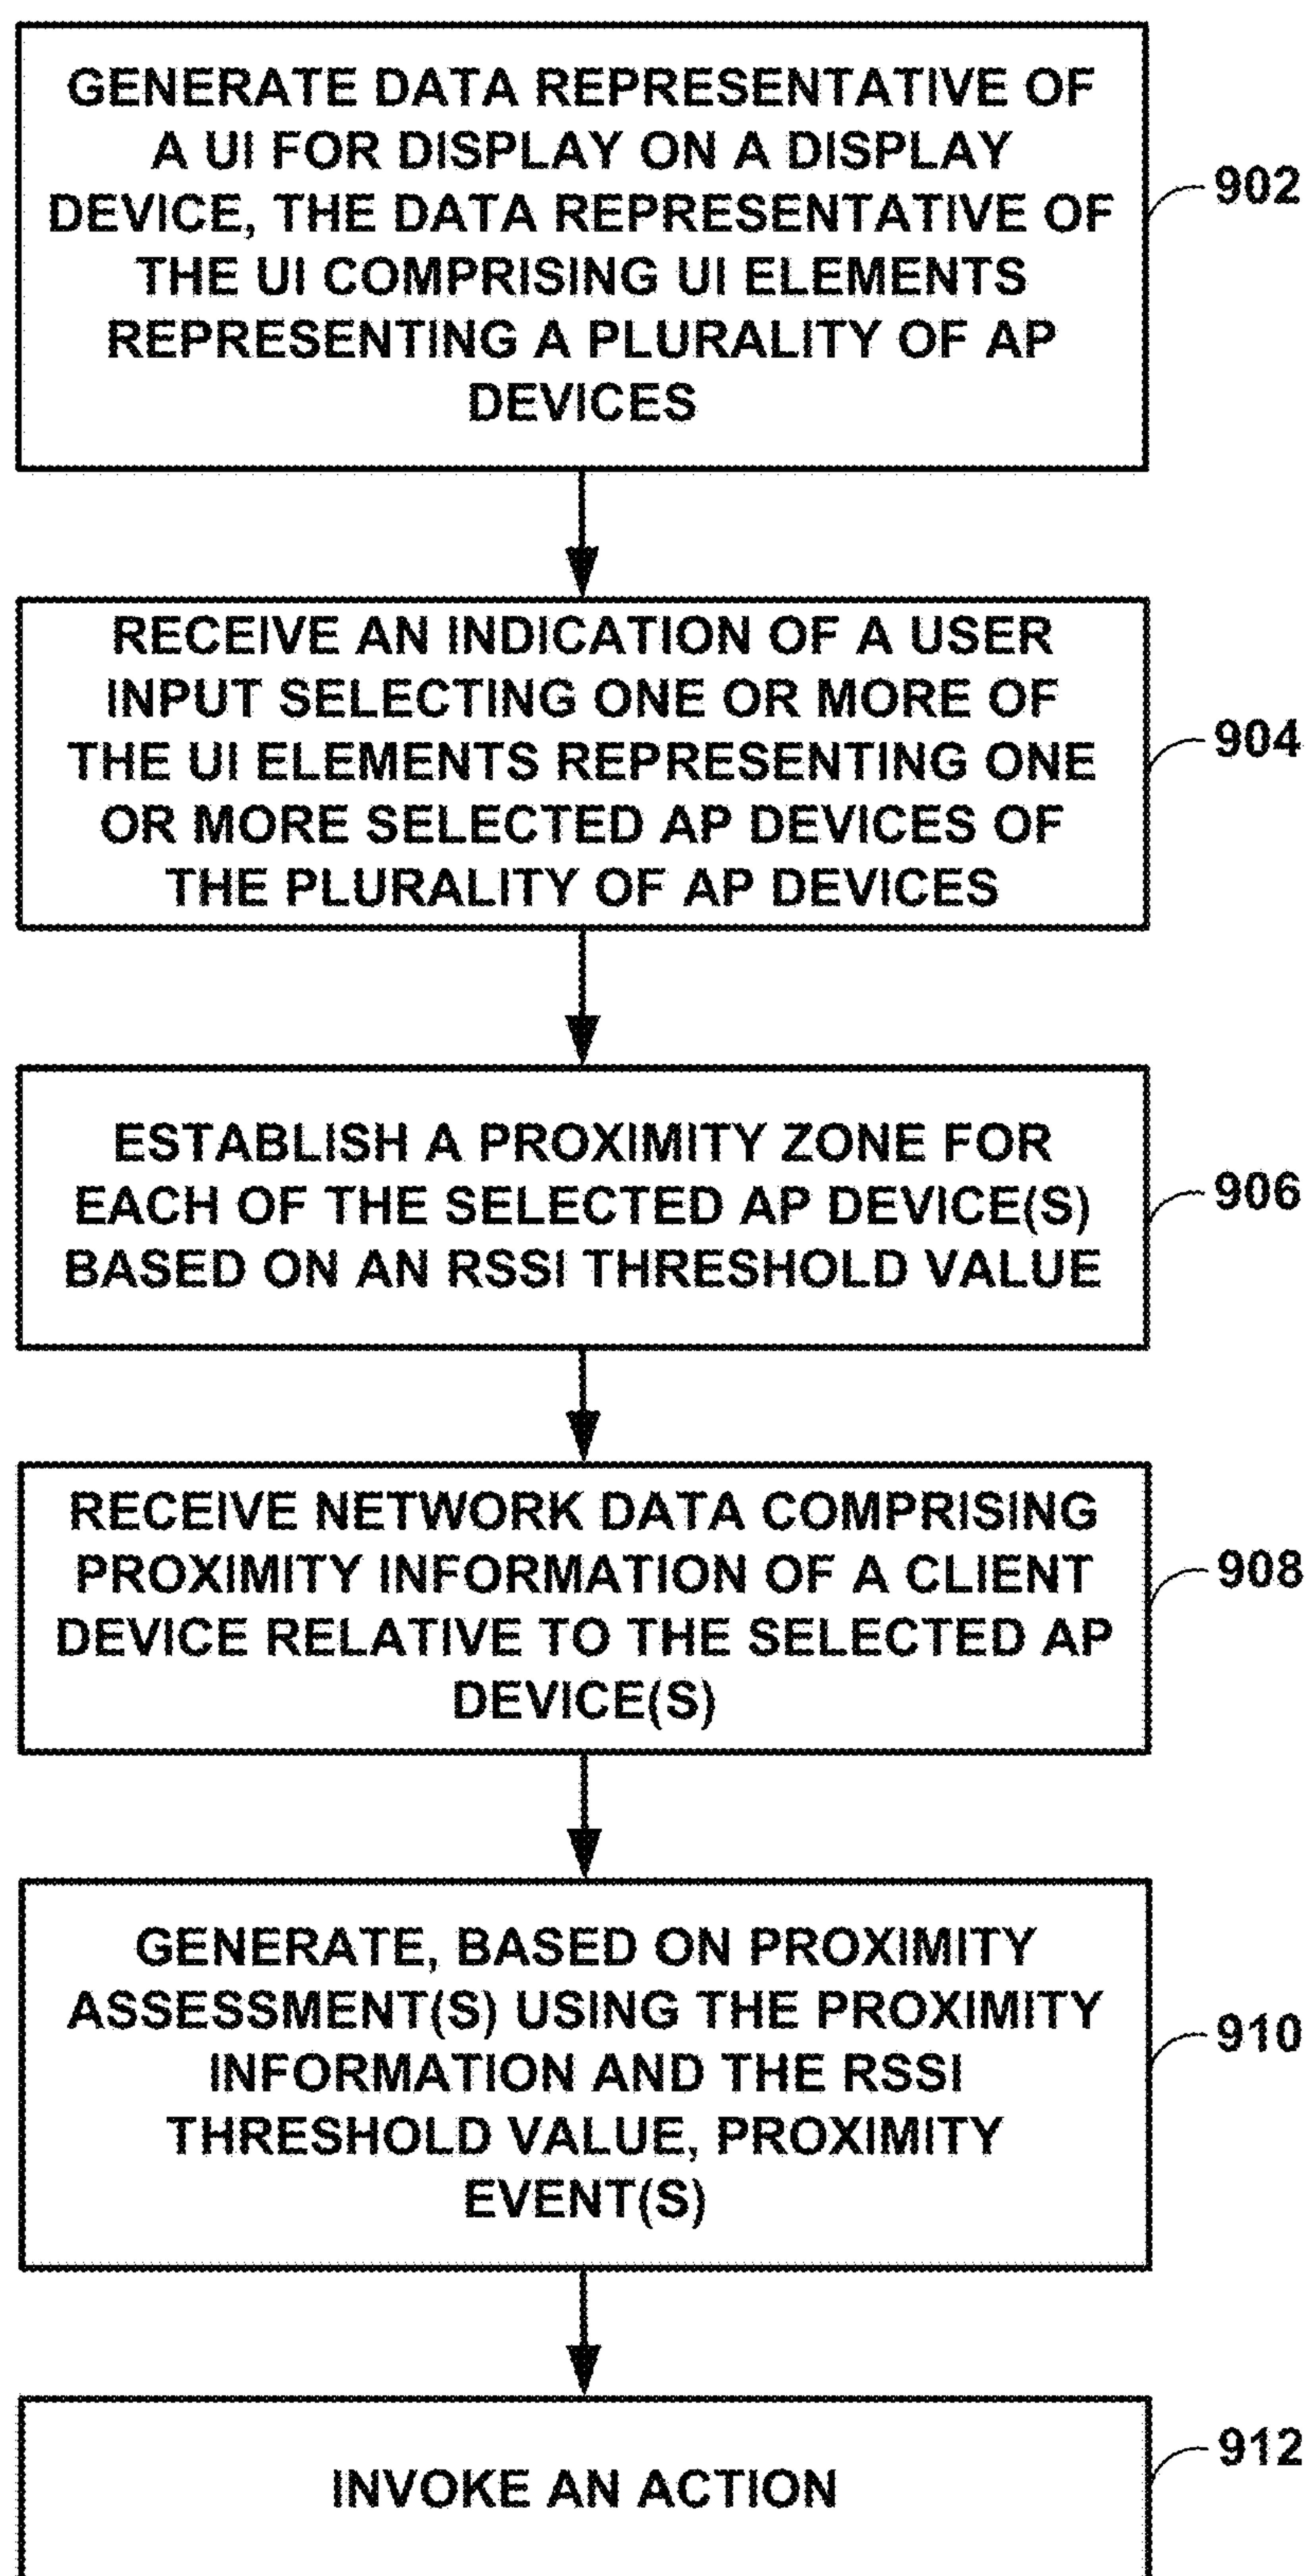 GENERATE DATA REPRESENTATIVE OF
A UI FOR DISPLAY ON A DISPLAY
DEVICE, THE DATA REPRESENTATIVE OF
THE UI COMPRISING UI ELEMENTS
REPRESENTING A PLURALITY OF AP
DEVICES
902
RECEIVE AN INDICATION OF A USER
INPUT SELECTING ONE OR MORE OF
THE UI ELEMENTS REPRESENTING ONE
OR MORE SELECTED AP DEVICES OF
THE PLURALITY OF AP DEVICES
904
ESTABLISH A PROXIMITY ZONE FOR
EACH OF THE SELECTED AP DEVICE(S)
BASED ON AN RSSI THRESHOLD VALUE
906
RECEIVE NETWORK DATA COMPRISING
PROXIMITY INFORMATION OF A CLIENT
DEVICE RELATIVE TO THE SELECTED AP
DEVICE(S)
908
GENERATE, BASED ON PROXIMITY
ASSESSMENT(S) USING THE PROXIMITY
INFORMATION AND THE RSSI
THRESHOLD VALUE, PROXIMITY
EVENT(S)
910
INVOKE AN ACTION
912